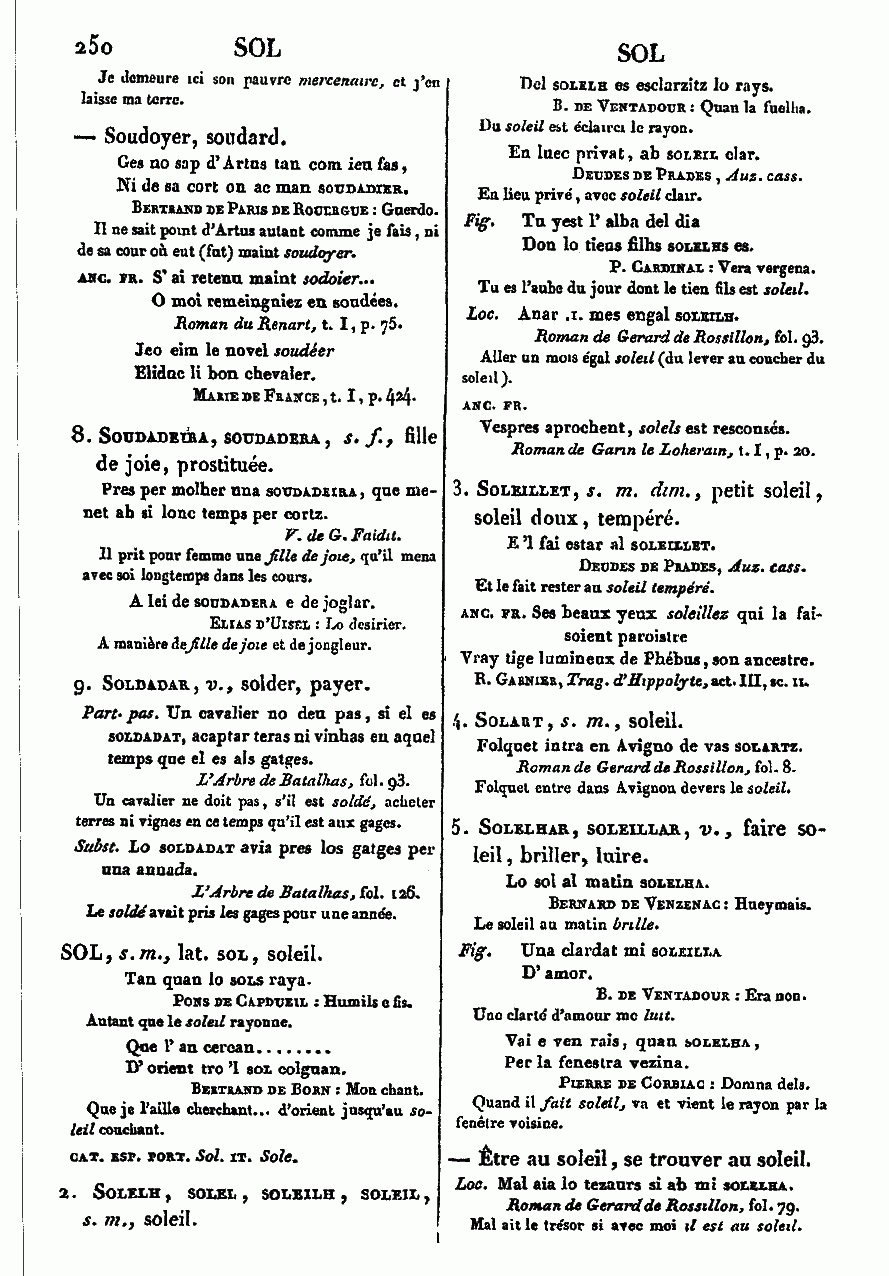 250 SOL
Je demeure ici son pauvre mercenaire, et j'en
laisse ma terre.
— Soudoyer, soudard.
Ges no sap d'Artus tan com ieu fas,
Ni de sa cort on ac man SOUDADIER.
BERTRAND DE PARIS DE ROUERGUE : Guerdo.
Il ne sait point d'Artus autant comme je fais, ni
de sa cour où eut (fut) maint soudoyer.
ANC. FR. S'ai retenu maint sodoier...
O moi remeingniez en soudées.
Roman du Renart, t. I, p. 75.
Jeo eim le novel soudéer
Eliduc li bon chevaler.
MARIE DE FRANCE, t. I, p. 424.
8. SOUDADEIRA, SOUDADERA, s. f., fille
de joie, prostituée.
Pres per molher una SOUDADEIRA, que me-
net ab si lonc temps per cortz.
V. de G. Faidit.
Il prit pour femme une fille de joie, qu'il mena
avec soi longtemps dans les cours.
A lei de SOUDADERA e de joglar.
ELIAS D'UISEL : Lo desirier.
A manière de fille de joie et de jongleur.
9. SOLDADAR, v., solder, payer.
Part. pas. Un cavalier no deu pas, si el es
SOLDADAT, acaptar teras ni vinhas en aquel
temps que el es als gatges.
L'Arbre de Batalhas, fol. 93.
Un cavalier ne doit pas, s'il est soldé, acheter
terres ni vignes en ce temps qu'il est aux gages.
Subst. Lo SOLDADAT avia pres los gatges per
una annada.
L'Arbre de Batalhas, fol. 126.
Le soldé avait pris les gages pour une année.
SOL, s. m., lat. SOL, soleil.
Tan quan lo SOLS raya.
PONS DE CAPDUEIL : Humils e fis.
Autant que le soleil rayonne.
Que l'an cercan........
D'orient tro'l SOL colguan.
BERTRAND DE BORN : Mon chant.
Que je l'aille cherchant... d'orient jusqu'au so-
leil couchant.
CAT. ESP. PORT. Sol. IT. Sole.
2. SOLELH, SOLEL, SOLEILH, SOLEIL,
s. m., soleil.
SOL
Del SOLELH es esclarzitz lo rays.
B. DE VENTADOUR : Quan la fuelha.
Du soleil est éclairci le rayon.
En luec privat, ab SOLEIL clar.
DEUDES DE PRADES, Auz. cass.
En lieu privé, avec soleil clair.
Fig. Tu yest l'alba del dia
Don lo tieus filhs SOLELHS es.
P. CARDINAL : Vera vergena.
Tu es l'aube du jour dont le tien fils est soleil.
Loc. Anar .I. mes engal SOLEILH.
Roman de Gerard de Rossillon, fol. 93.
Aller un mois égal soleil (du lever au coucher du
soleil).
ANC. FR.
Vespres aprochent, solels est resconsés.
Roman de Garin le Loherain, t. I, p. 20.
3. SOLEILLET, s. m. dim., petit soleil,
soleil doux, tempéré.
E'l fai estar al SOLEILLET.
DEUDES DE PRADES, Auz. cass.
Et le fait rester au soleil tempéré.
ANC. FR. Ses beaux yeux soleillez qui la fai-
soient paroistre
Vray tige lumineux de Phébus, son ancestre.
R. GARNIER, Trag. d'Hippolyte, act. III, sc. II.
4. SOLART, s. m., soleil.
Folquet intra en Avigno de vas SOLARTZ.
Roman de Gerard de Rossillon, fol. 8.
Folquet entre dans Avignon devers le soleil.
5. SOLELHAR, SOLEILLAR, v., faire so-
leil, briller, luire.
Lo sol al matin SOLELHA.
BERNARD DE VENZENAC : Hueymais.
Le soleil au matin brille.
Fig. Una clardat mi SOLEILLA
D'amor.
B. DE VENTADOUR : Era non.
Une clarté d'amour me luit.
Vai e ven rais, quan SOLELHA,
Per la fenestra vezina.
PIERRE DE CORBIAC : Domna dels.
Quand il fait soleil, va et vient le rayon par la
fenêtre voisine.
— Être au soleil, se trouver au soleil.
Loc. Mal aia lo tezaurs si ab mi SOLELHA.
Roman de Gerard de Rossillon, fol. 79.
Mal ait le trésor si avec moi il est au soleil.